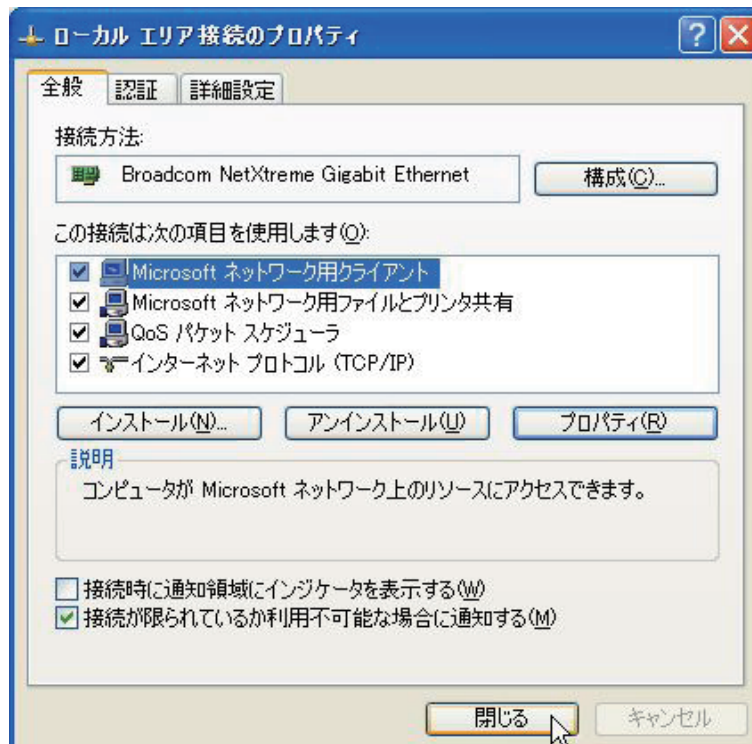 ローカル エリア接続のプロパティ
全般 認証 詳細設定
接続方法:
Broadcom NetXtreme Gigabit Ethernet 構成(C)...
この接続は次の項目を使用します(O):
Microsoft ネットワーク用クライアント
Microsoft ネットワーク用ファイルとプリンタ共有
QoS パケット スケジューラ
インターネット プロトコル (TCP/IP)
インストール(N)... アンインストール(U) プロパティ(R)
説明
コンピュータが Microsoft ネットワーク上のリソースにアクセスできます。
接続時に通知領域にインジケータを表示する(W)
接続が限られているか利用不可能な場合に通知する(M)
閉じる キャンセル